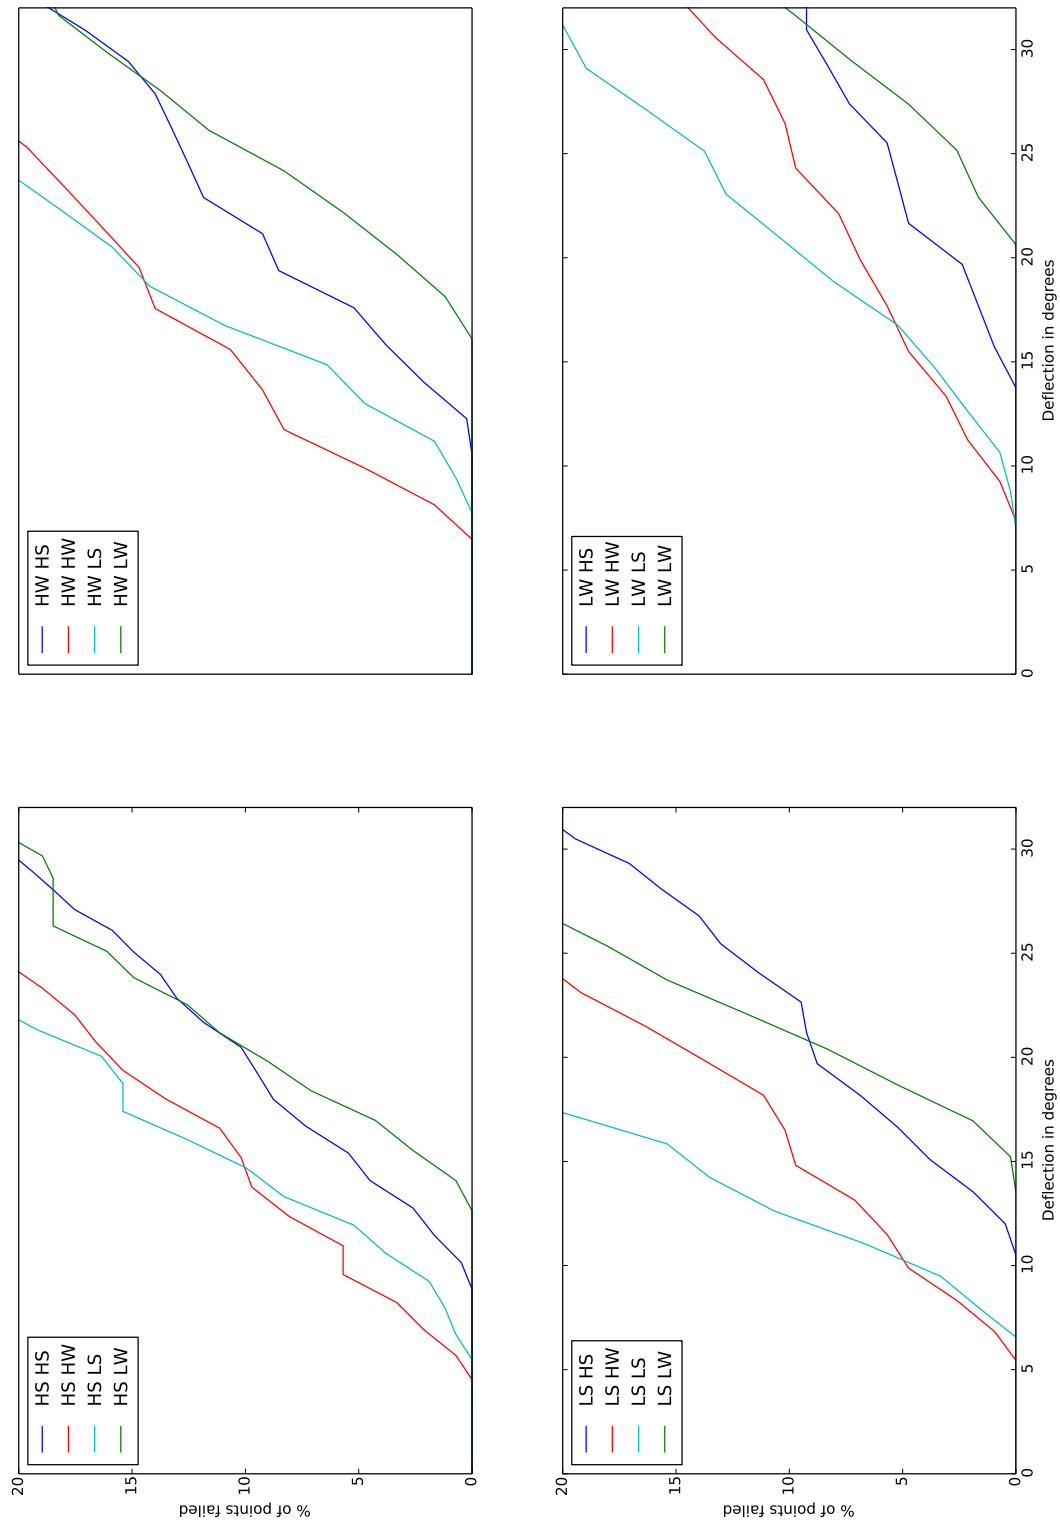 % of points failed
20
15
10
5
0
HS HS
HS HW
HS LS
HS LW
HW HS
HW HW
HW LS
HW LW
% of points failed
20
15
10
5
0
LS HS
LS HW
LS LS
LS LW
5
10
15
20
25
30
Deflection in degrees
LW HS
LW HW
LW LS
LW LW
0
5
10
15
20
25
30
Deflection in degrees